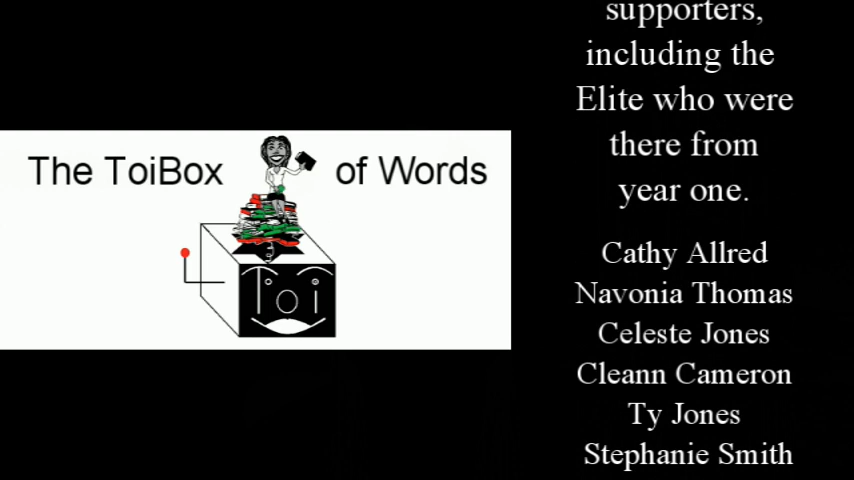 The ToiBox of Words
Toi
supporters,
including the
Elite who were
there from
year one.
Cathy Allred
Navonia Thomas
Celeste Jones
Cleann Cameron
Ty Jones
Stephanie Smith